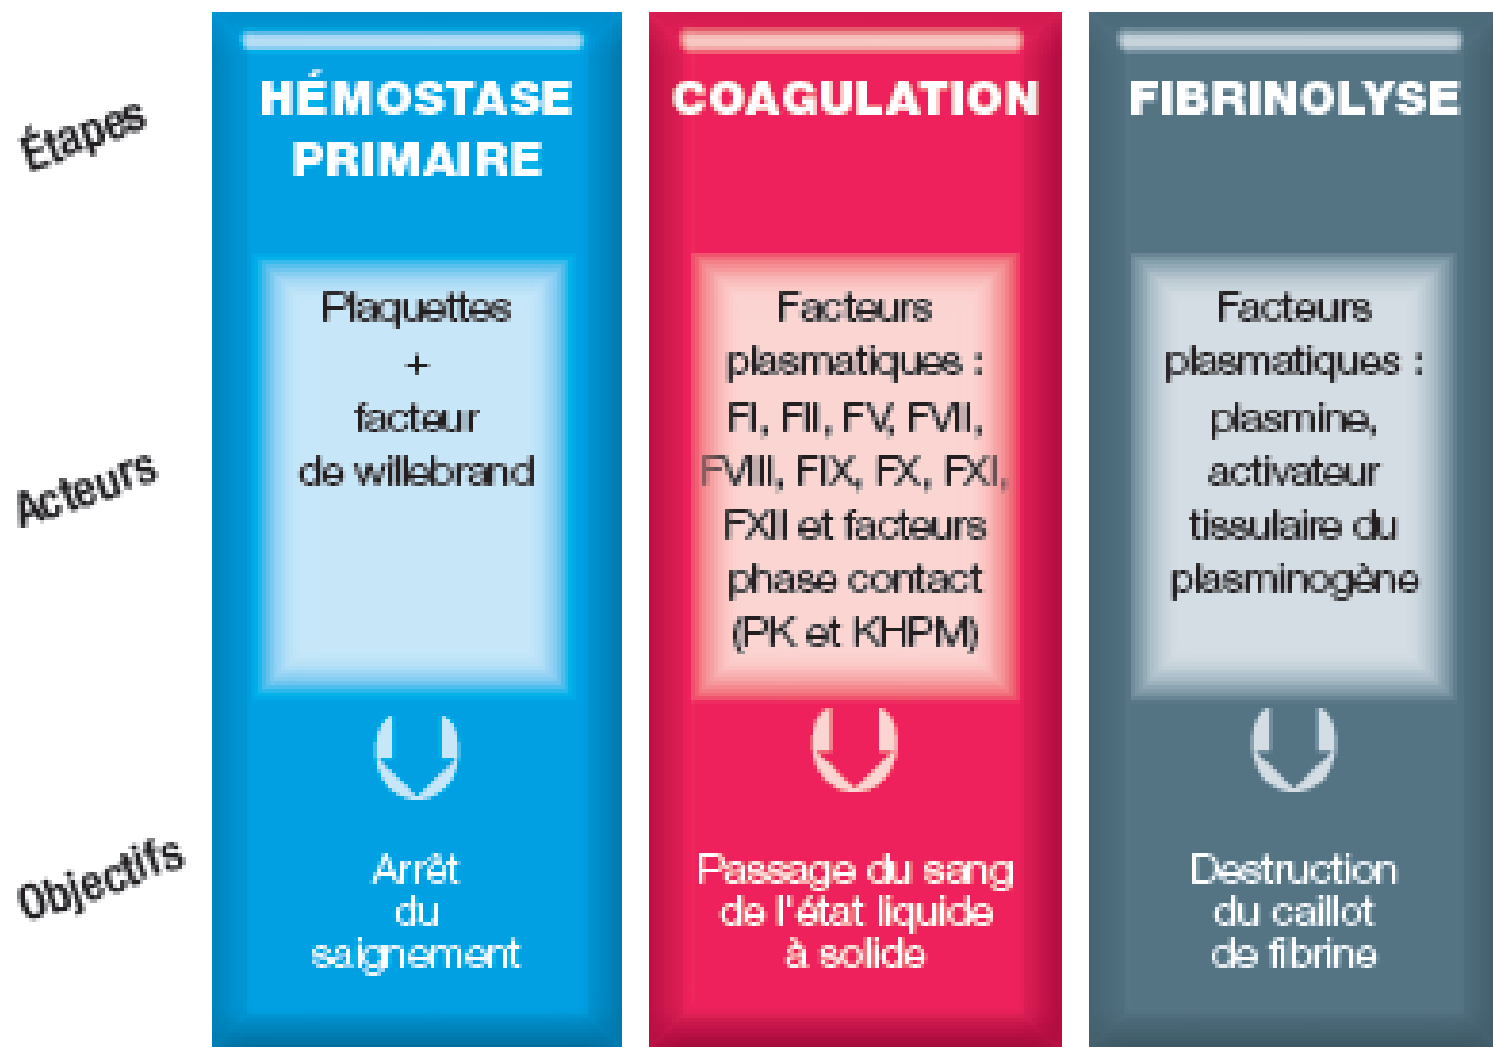 Étapes
HÉMOSTASE
PRIMAIRE
COAGULATION
FIBRINOLYSE
Acteurs
Plaquettes
+
facteur
de willebrand
Facteurs
plasmatiques :
FI, FII, FV, FVII,
FVIII, FIX, FX, FXI,
FXII et facteurs
phase contact
(PK et KHPM)
Facteurs
plasmatiques :
plasmine,
activateur
tissulaire du
plasminogène
Objectifs
Arrêt
du
saignement
Passage du sang
de l'état liquide
à solide
Destruction
du caillot
de fibrine